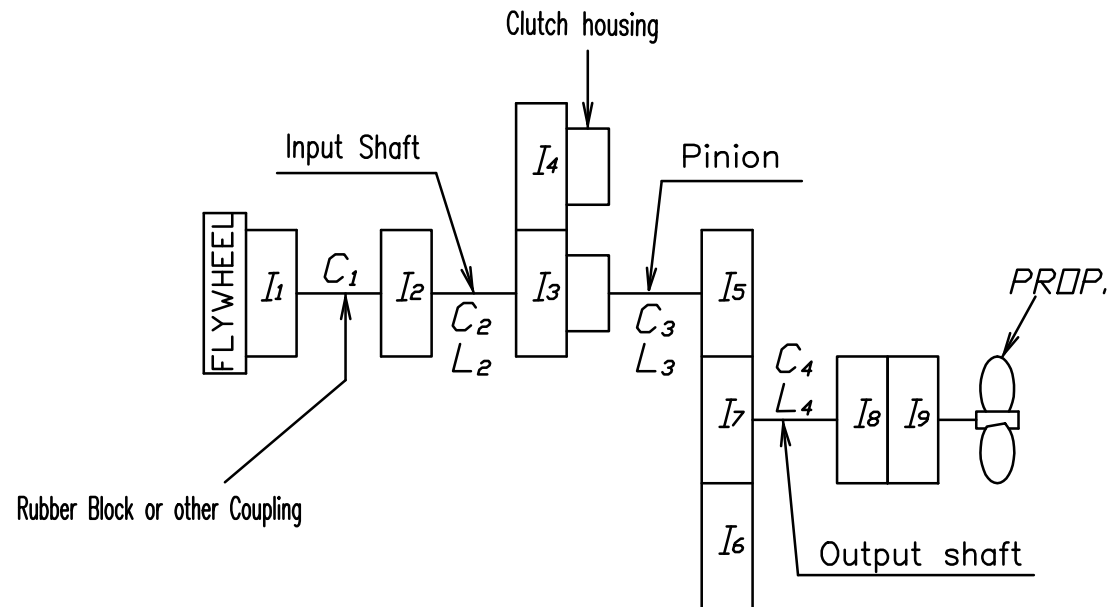 Clutch housing
Input Shaft
Pinion
I4
FLYWHEEL
I1
C1
I2
C2
L2
I3
C3
L3
I5
PROP.
C4
L4
I7
I8
I9
Rubber Block or other Coupling
I6
Output shaft